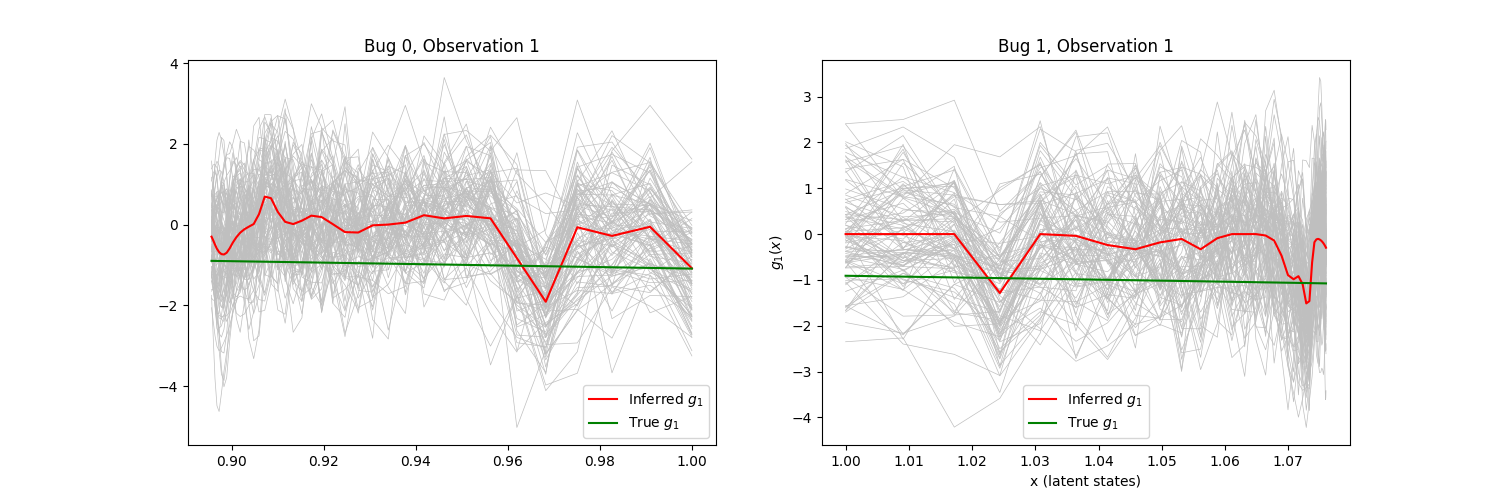 Bug 0, Observation 1
4
2
0
−2
−4
0.90 0.92 0.94 0.96 0.98 1.00
Inferred g₁
True g₁
Bug 1, Observation 1
g₁(x)
3
2
1
0
−1
−2
−3
−4
1.00 1.01 1.02 1.03 1.04 1.05 1.06 1.07
x (latent states)
Inferred g₁
True g₁